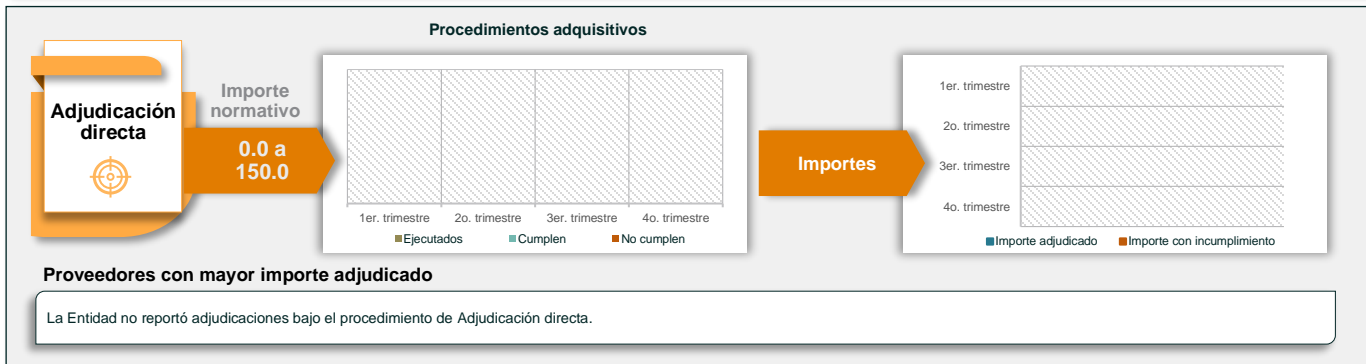 Procedimientos adquisitivos
Adjudicación
directa
Importe
normativo
0.0 a
150.0
1er. trimestre 2o. trimestre 3er. trimestre 4o. trimestre
Ejecutados Cumplen No cumplen
Importes
1er. trimestre
2o. trimestre
3er. trimestre
4o. trimestre
Importe adjudicado Importe con incumplimiento
Proveedores con mayor importe adjudicado
La Entidad no reportó adjudicaciones bajo el procedimiento de Adjudicación directa.